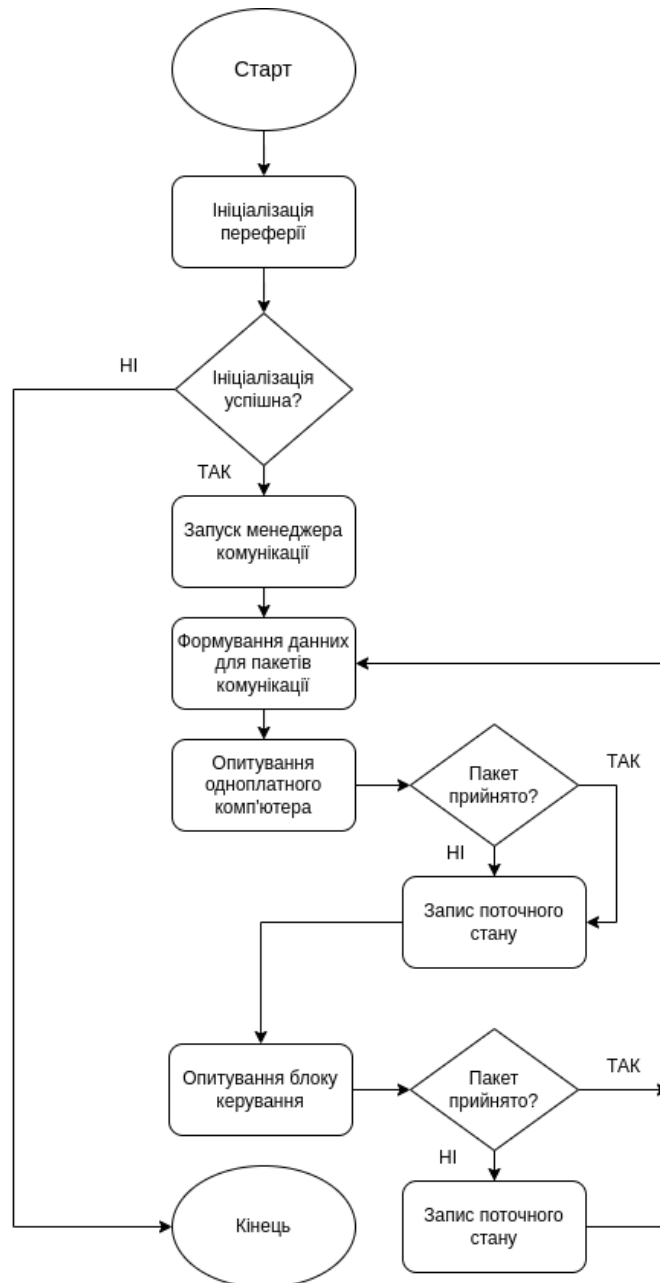 Старт
Ініціалізація
переферії
НІ
Ініціалізація
успішна?
ТАК
Запуск менеджера
комунікації
Формування данних
для пакетів
комунікації
Опитування
одноплатного
комп'ютера
Пакет
прийнято?
ТАК
НІ
Запис поточного
стану
Опитування блоку
керування
Пакет
прийнято?
ТАК
НІ
Запис поточного
стану
Кінець